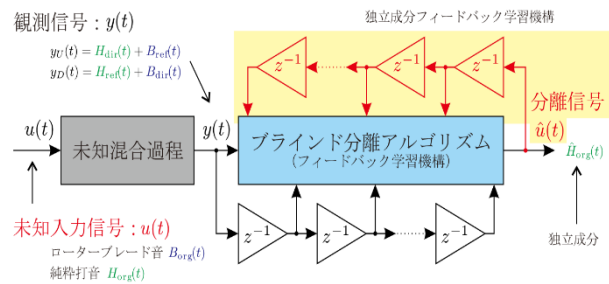 観測信号 : y(t)
y_U(t) = H_dir(t) + B_ref(t)
y_D(t) = H_ref(t) + B_dir(t)
独立成分フィードバック学習機構
z^{-1}
z^{-1}
z^{-1}
分離信号
û(t)
u(t)
未知混合過程
y(t)
ブラインド分離アルゴリズム
(フィードバック学習機構)
Ĥ_org(t)
未知入力信号 : u(t)
ローターブレード音 B_org(t)
純粋打音 H_org(t)
z^{-1}
z^{-1}
z^{-1}
独立成分